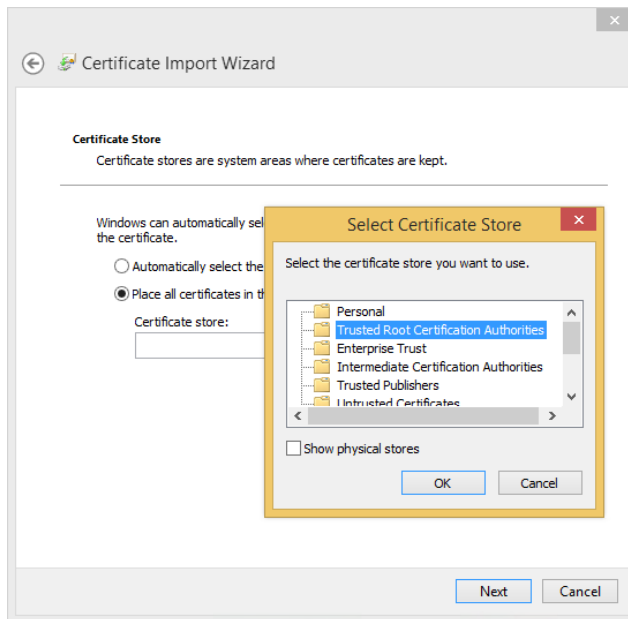 Certificate Import Wizard
Certificate Store
Certificate stores are system areas where certificates are kept.
Windows can automatically sel
the certificate.
Automatically select the
Place all certificates in th
Certificate store:
Select Certificate Store
Select the certificate store you want to use.
Personal
Trusted Root Certification Authorities
Enterprise Trust
Intermediate Certification Authorities
Trusted Publishers
Untrusted Certificates
Show physical stores
OK Cancel
Next Cancel